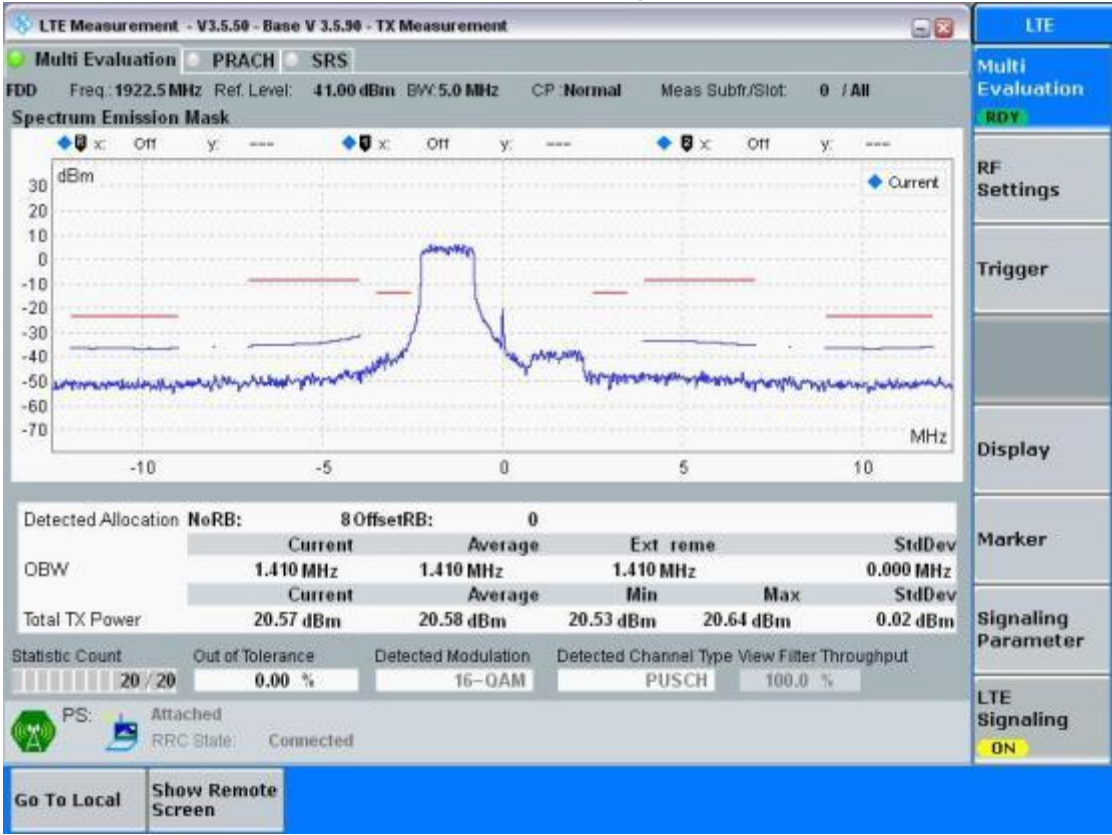 LTE Measurement - V3.5.50 - Base V 3.5.90 - TX Measurement
Multi Evaluation PRACH SRS
FDD Freq.: 1922.5 MHz Ref. Level: 41.00 dBm BW: 5.0 MHz CP :Normal Meas Subfr./Slot: 0 / All
Spectrum Emission Mask
x: Off y: --- x: Off y: --- x: Off y: ---
dBm
Current
30
20
10
0
-10
-20
-30
-40
-50
-60
-70
MHz
-10 -5 0 5 10
Detected Allocation NoRB: 8 OffsetRB: 0
Current Average Ext reme StdDev
OBW 1.410 MHz 1.410 MHz 1.410 MHz 0.000 MHz
Current Average Min Max StdDev
Total TX Power 20.57 dBm 20.58 dBm 20.53 dBm 20.64 dBm 0.02 dBm
Statistic Count Out of Tolerance Detected Modulation Detected Channel Type View Filter Throughput
20 / 20 0.00 % 16-QAM PUSCH 100.0 %
PS: Attached
RRC State: Connected
Go To Local
Show Remote
Screen
LTE
Multi
Evaluation
RDY
RF
Settings
Trigger
Display
Marker
Signaling
Parameter
LTE
Signaling
ON